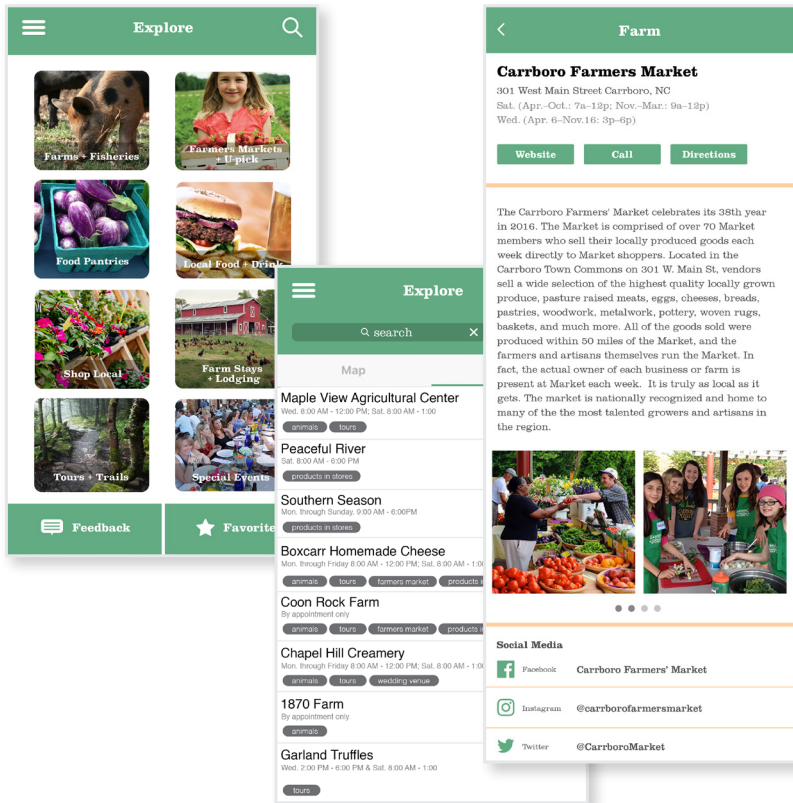 Explore
Farms + Fisheries
Farmers Markets
+ U-pick
Food Pantries
Local Food + Drink
Shop Local
Farm Stays
+ Lodging
Tours + Trails
Special Events
Feedback
Favorite
Explore
search
Map
Maple View Agricultural Center
Wed. 8:00 AM - 12:00 PM; Sat. 8:00 AM - 1:00
animals tours
Peaceful River
Sat. 8:00 AM - 6:00 PM
products in stores
Southern Season
Mon. through Sunday. 9:00 AM - 6:00PM
products in stores
Boxcarr Homemade Cheese
Mon. through Friday 8:00 AM - 12:00 PM; Sat. 8:00 AM - 1:00
animals tours farmers market products
Coon Rock Farm
By appointment only
animals tours farmers market products
Chapel Hill Creamery
Mon. through Friday 8:00 AM - 12:00 PM; Sat. 8:00 AM - 1:00
animals tours wedding venue
1870 Farm
By appointment only
animals
Garland Truffles
Wed. 2:00 PM - 6:00 PM & Sat. 8:00 AM - 1:00
tours
Farm
Carrboro Farmers Market
301 West Main Street Carrboro, NC
Sat. (Apr.–Oct.: 7a–12p; Nov.–Mar.: 9a–12p)
Wed. (Apr. 6–Nov.16: 3p–6p)
Website Call Directions
The Carrboro Farmers' Market celebrates its 38th year
in 2016. The Market is comprised of over 70 Market
members who sell their locally produced goods each
week directly to Market shoppers. Located in the
Carrboro Town Commons on 301 W. Main St, vendors
sell a wide selection of the highest quality locally grown
produce, pasture raised meats, eggs, cheeses, breads,
pastries, woodwork, metalwork, pottery, woven rugs,
baskets, and much more. All of the goods sold were
produced within 50 miles of the Market, and the
farmers and artisans themselves run the Market. In
fact, the actual owner of each business or farm is
present at Market each week. It is truly as local as it
gets. The market is nationally recognized and home to
many of the the most talented growers and artisans in
the region.
Social Media
Facebook Carrboro Farmers' Market
Instagram @carrborofarmersmarket
Twitter @CarrboroMarket